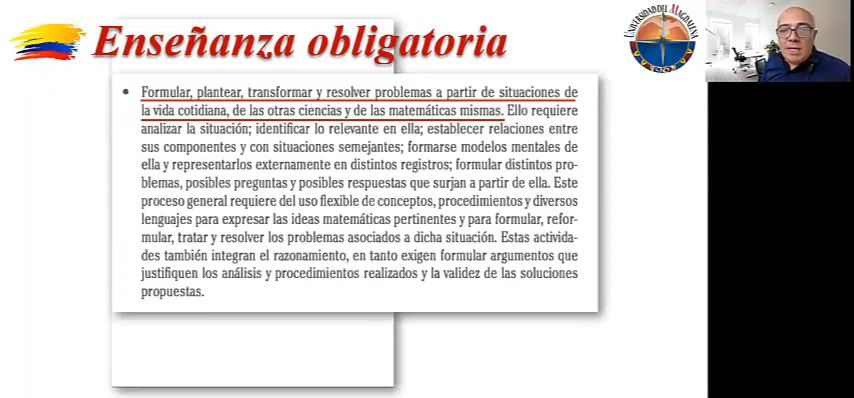 Enseñanza obligatoria
UNIVERSIDAD DEL MAGDALENA
• Formular, plantear, transformar y resolver problemas a partir de situaciones de
la vida cotidiana, de las otras ciencias y de las matemáticas mismas. Ello requiere
analizar la situación; identificar lo relevante en ella; establecer relaciones entre
sus componentes y con situaciones semejantes; formarse modelos mentales de
ella y representarlos externamente en distintos registros; formular distintos pro-
blemas, posibles preguntas y posibles respuestas que surjan a partir de ella. Este
proceso general requiere del uso flexible de conceptos, procedimientos y diversos
lenguajes para expresar las ideas matemáticas pertinentes y para formular, refor-
mular, tratar y resolver los problemas asociados a dicha situación. Estas activida-
des también integran el razonamiento, en tanto exigen formular argumentos que
justifiquen los análisis y procedimientos realizados y la validez de las soluciones
propuestas.